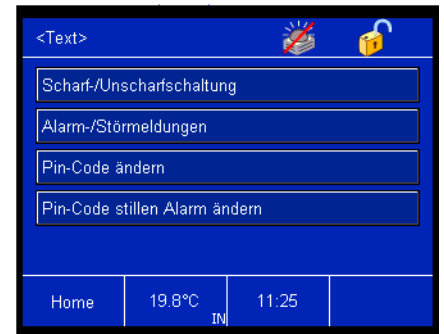 <Text>
Scharf-/Unscharfschaltung
Alarm-/Störmeldungen
Pin-Code ändern
Pin-Code stillen Alarm ändern
Home 19.8°C IN 11:25